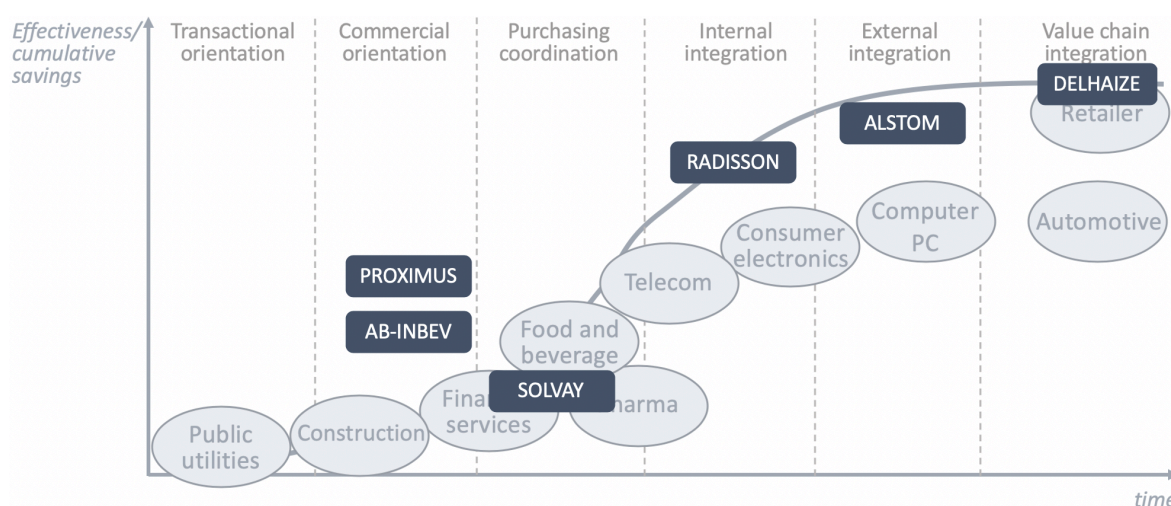 Effectiveness/
cumulative
savings
Transactional
orientation
Commercial
orientation
Purchasing
coordination
Internal
integration
External
integration
Value chain
integration
DELHAIZE
Retailer
ALSTOM
RADISSON
Computer
PC
Automotive
Consumer
electronics
PROXIMUS
Telecom
AB-INBEV
Food and
beverage
SOLVAY
services
Construction
Public
utilities
time